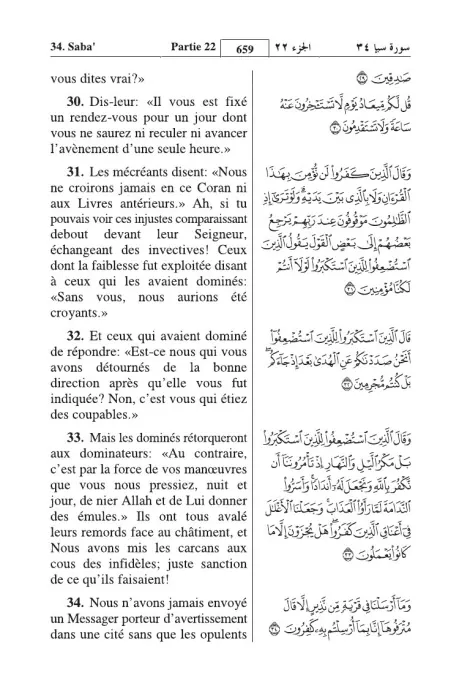 34. Saba' Partie 22 659 الجزء ٢٢ سورة سبأ ٣٤
vous dites vrai?»
30. Dis-leur: «Il vous est fixé
un rendez-vous pour un jour dont
vous ne saurez ni reculer ni avancer
l’avènement d’une seule heure.»
31. Les mécréants disent: «Nous
ne croirons jamais en ce Coran ni
aux Livres antérieurs.» Ah, si tu
pouvais voir ces injustes comparaissant
debout devant leur Seigneur,
échangeant des invectives! Ceux
dont la faiblesse fut exploitée disant
à ceux qui les avaient dominés:
«Sans vous, nous aurions été
croyants.»
32. Et ceux qui avaient dominé
de répondre: «Est-ce nous qui vous
avons détournés de la bonne
direction après qu’elle vous fut
indiquée? Non, c’est vous qui étiez
des coupables.»
33. Mais les dominés rétorqueront
aux dominateurs: «Au contraire,
c’est par la force de vos manœuvres
que vous nous pressiez, nuit et
jour, de nier Allah et de Lui donner
des émules.» Ils ont tous avalé
leurs remords face au châtiment, et
Nous avons mis les carcans aux
cous des infidèles; juste sanction
de ce qu’ils faisaient!
34. Nous n’avons jamais envoyé
un Messager porteur d’avertissement
dans une cité sans que les opulents
صَٰدِقِينَ ٢٩
قُل لَّكُم مِّيعَادُ يَوْمٍ لَّا تَسْتَـْٔخِرُونَ عَنْهُ
سَاعَةً وَلَا تَسْتَقْدِمُونَ ٣٠
وَقَالَ ٱلَّذِينَ كَفَرُوا۟ لَن نُّؤْمِنَ بِهَٰذَا
ٱلْقُرْءَانِ وَلَا بِٱلَّذِى بَيْنَ يَدَيْهِ ۗ وَلَوْ تَرَىٰٓ إِذِ
ٱلظَّٰلِمُونَ مَوْقُوفُونَ عِندَ رَبِّهِمْ يَرْجِعُ
بَعْضُهُمْ إِلَىٰ بَعْضٍ ٱلْقَوْلَ يَقُولُ ٱلَّذِينَ
ٱسْتُضْعِفُوا۟ لِلَّذِينَ ٱسْتَكْبَرُوا۟ لَوْلَآ أَنتُمْ
لَكُنَّا مُؤْمِنِينَ ٣١
قَالَ ٱلَّذِينَ ٱسْتَكْبَرُوا۟ لِلَّذِينَ ٱسْتُضْعِفُوٓا۟
أَنَحْنُ صَدَدْنَٰكُمْ عَنِ ٱلْهُدَىٰ بَعْدَ إِذْ جَآءَكُم ۖ
بَلْ كُنتُم مُّجْرِمِينَ ٣٢
وَقَالَ ٱلَّذِينَ ٱسْتُضْعِفُوا۟ لِلَّذِينَ ٱسْتَكْبَرُوا۟
بَلْ مَكْرُ ٱلَّيْلِ وَٱلنَّهَارِ إِذْ تَأْمُرُونَنَآ أَن
نَّكْفُرَ بِٱللَّهِ وَنَجْعَلَ لَهُۥٓ أَندَادًا ۚ وَأَسَرُّوا۟
ٱلنَّدَامَةَ لَمَّا رَأَوُا۟ ٱلْعَذَابَ وَجَعَلْنَا ٱلْأَغْلَٰلَ
فِىٓ أَعْنَاقِ ٱلَّذِينَ كَفَرُوا۟ ۚ هَلْ يُجْزَوْنَ إِلَّا مَا
كَانُوا۟ يَعْمَلُونَ ٣٣
وَمَآ أَرْسَلْنَا فِى قَرْيَةٍ مِّن نَّذِيرٍ إِلَّا قَالَ
مُتْرَفُوهَآ إِنَّا بِمَآ أُرْسِلْتُم بِهِۦ كَٰفِرُونَ ٣٤